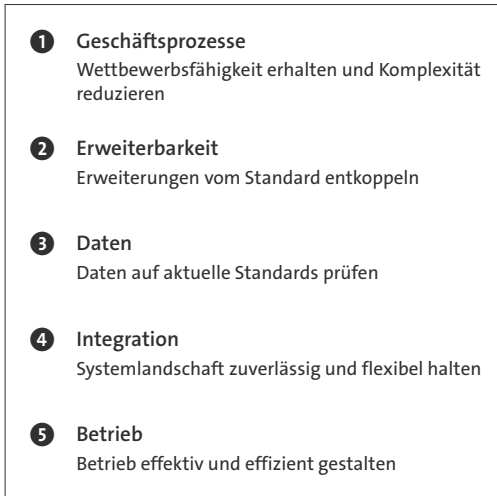 1 Geschäftsprozesse
Wettbewerbsfähigkeit erhalten und Komplexität
reduzieren
2 Erweiterbarkeit
Erweiterungen vom Standard entkoppeln
3 Daten
Daten auf aktuelle Standards prüfen
4 Integration
Systemlandschaft zuverlässig und flexibel halten
5 Betrieb
Betrieb effektiv und effizient gestalten